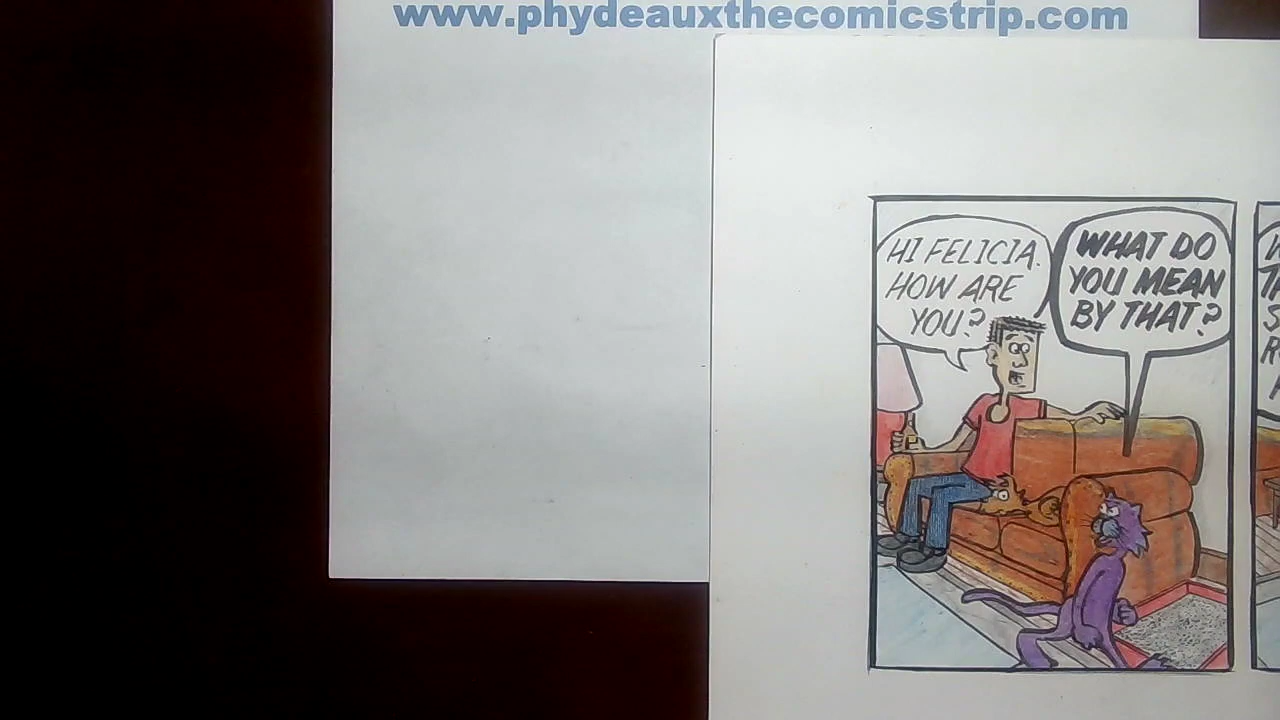 www.phydeauxthecomicstrip.com
HI FELICIA.
HOW ARE
YOU?
WHAT DO
YOU MEAN
BY THAT?